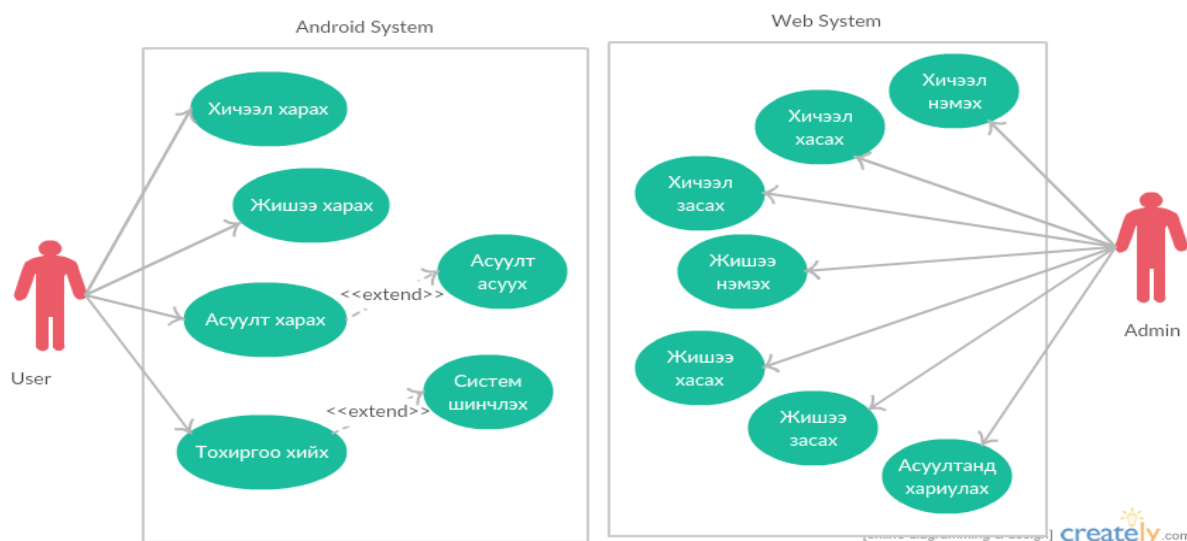 Android System
Хичээл харах
Жишээ харах
Асуулт
асуух
<<extend>>
Асуулт харах
Систем
шинчлэх
<<extend>>
Тохиргоо хийх
User
Web System
Хичээл
нэмэх
Хичээл
хасах
Хичээл
засах
Жишээ
нэмэх
Жишээ
хасах
Жишээ
засах
Асуултанд
хариулах
Admin
creately.com